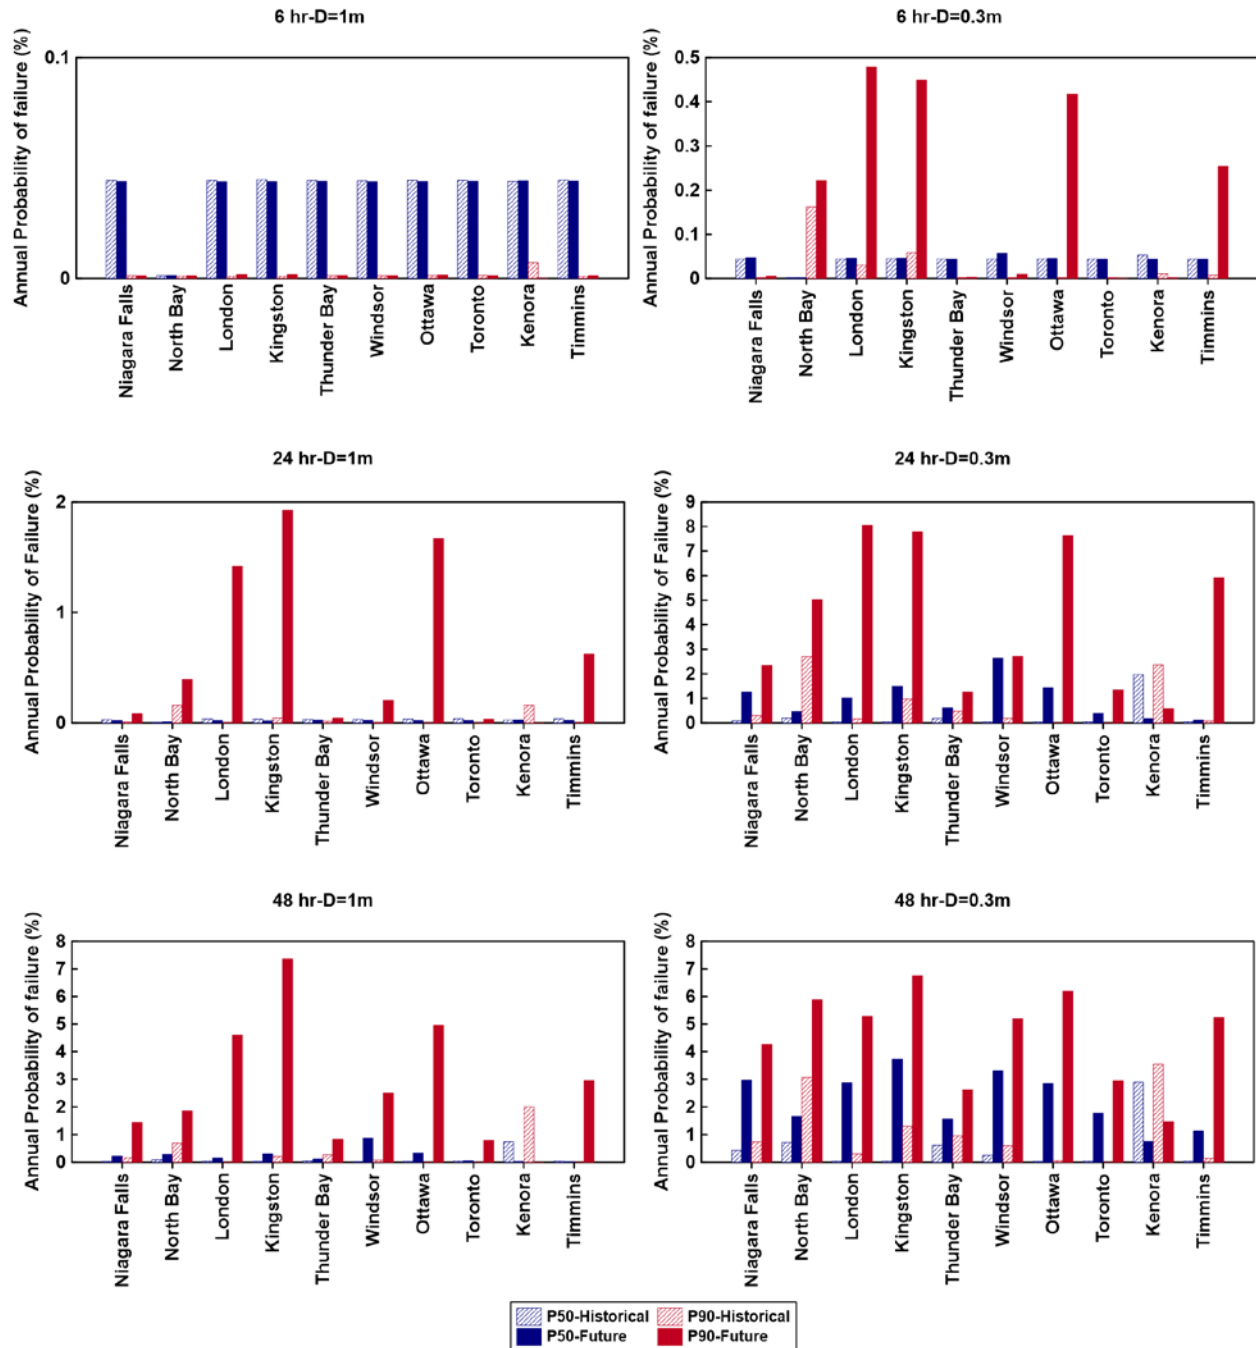 6 hr-D=1m
Annual Probability of failure (%)
0.1
0
Niagara Falls
North Bay
London
Kingston
Thunder Bay
Windsor
Ottawa
Toronto
Kenora
Timmins
6 hr-D=0.3m
Annual Probability of failure (%)
0.5
0.4
0.3
0.2
0.1
0
Niagara Falls
North Bay
London
Kingston
Thunder Bay
Windsor
Ottawa
Toronto
Kenora
Timmins
24 hr-D=1m
Annual Probability of Failure (%)
2
1
0
Niagara Falls
North Bay
London
Kingston
Thunder Bay
Windsor
Ottawa
Toronto
Kenora
Timmins
24 hr-D=0.3m
Annual Probability of Failure (%)
9
8
7
6
5
4
3
2
1
0
Niagara Falls
North Bay
London
Kingston
Thunder Bay
Windsor
Ottawa
Toronto
Kenora
Timmins
48 hr-D=1m
Annual Probability of failure (%)
8
7
6
5
4
3
2
1
0
Niagara Falls
North Bay
London
Kingston
Thunder Bay
Windsor
Ottawa
Toronto
Kenora
Timmins
48 hr-D=0.3m
Annual Probability of failure (%)
8
7
6
5
4
3
2
1
0
Niagara Falls
North Bay
London
Kingston
Thunder Bay
Windsor
Ottawa
Toronto
Kenora
Timmins
P50-Historical P90-Historical
P50-Future P90-Future